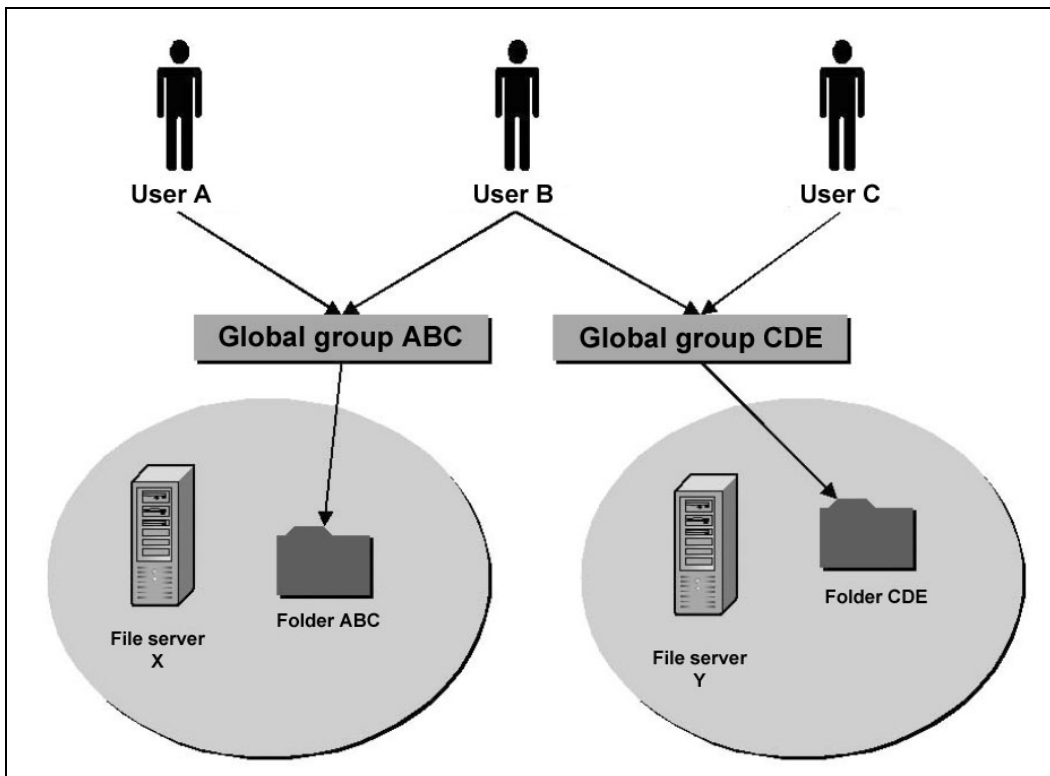 User A
User B
User C
Global group ABC
Global group CDE
Folder ABC
File server
X
Folder CDE
File server
Y